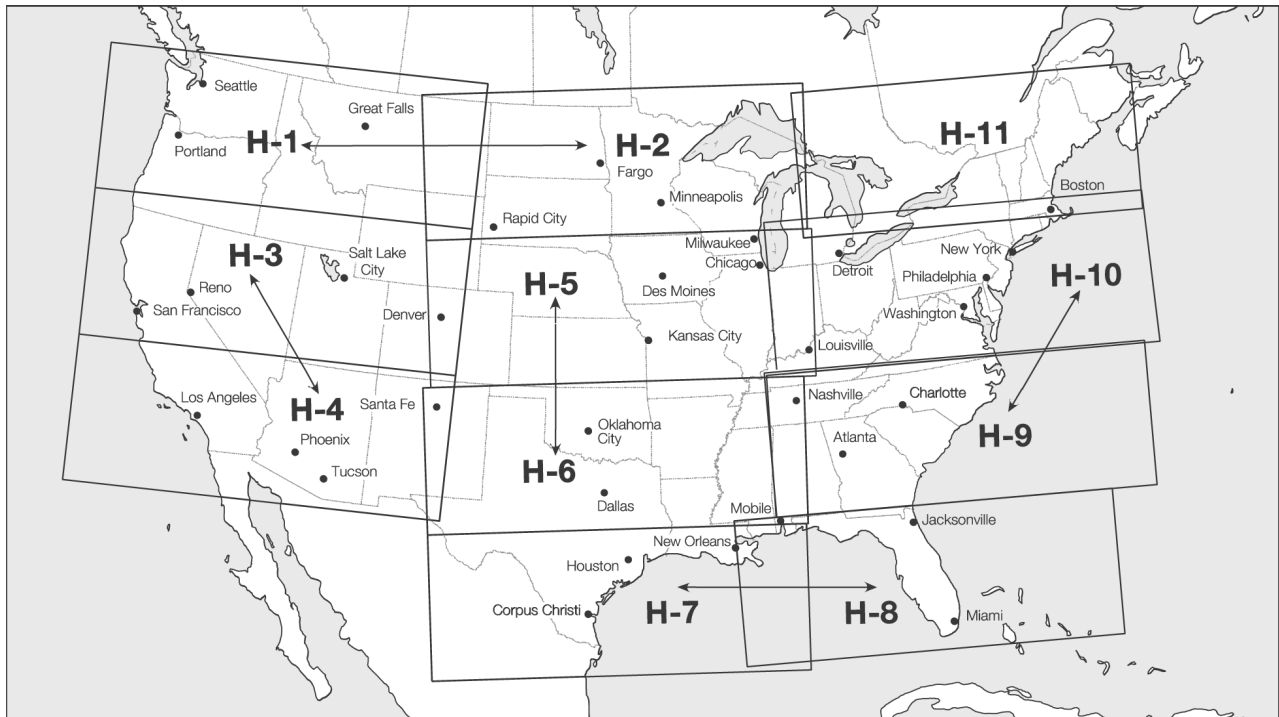 Seattle
Great Falls
H-1
H-2
H-11
Portland
Fargo
Minneapolis
Boston
Rapid City
Milwaukee
New York
H-3
Salt Lake
City
Chicago
Detroit
Philadelphia
H-10
Reno
H-5
Des Moines
San Francisco
Denver
Washington
Kansas City
Louisville
Los Angeles
Santa Fe
Nashville
Charlotte
H-4
Oklahoma
City
Atlanta
H-9
Phoenix
H-6
Tucson
Dallas
Mobile
Jacksonville
New Orleans
Houston
Corpus Christi
H-7
H-8
Miami